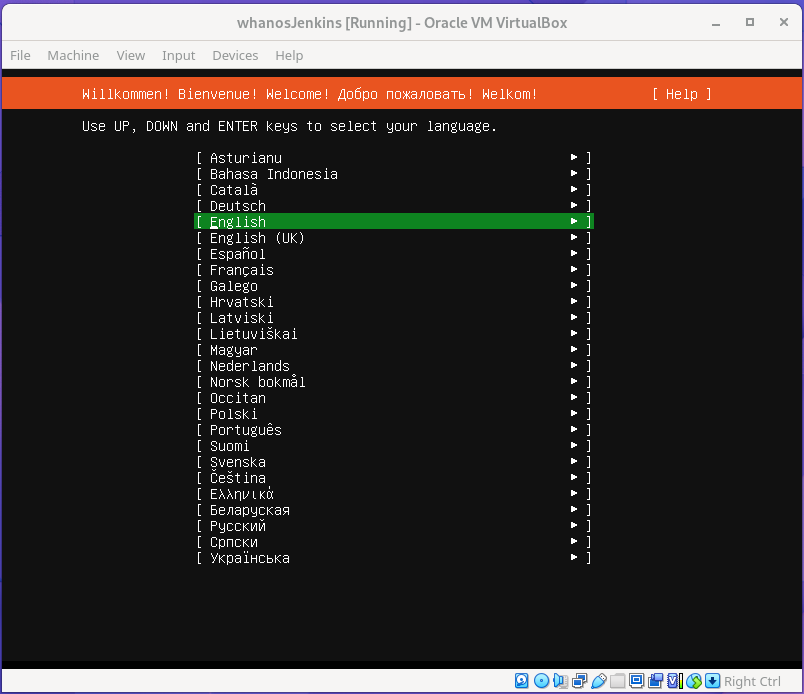 whanosJenkins [Running] - Oracle VM VirtualBox
File Machine View Input Devices Help
Willkommen! Bienvenue! Welcome! Добро пожаловать! Welkom! [ Help ]
Use UP, DOWN and ENTER keys to select your language.
[ Asturianu ► ]
[ Bahasa Indonesia ► ]
[ Català ► ]
[ Deutsch ► ]
[ English ► ]
[ English (UK) ► ]
[ Español ► ]
[ Français ► ]
[ Galego ► ]
[ Hrvatski ► ]
[ Latviski ► ]
[ Lietuviškai ► ]
[ Magyar ► ]
[ Nederlands ► ]
[ Norsk bokmål ► ]
[ Occitan ► ]
[ Polski ► ]
[ Português ► ]
[ Suomi ► ]
[ Svenska ► ]
[ Čeština ► ]
[ Ελληνικά ► ]
[ Беларуская ► ]
[ Русский ► ]
[ Српски ► ]
[ Українська ► ]
Right Ctrl